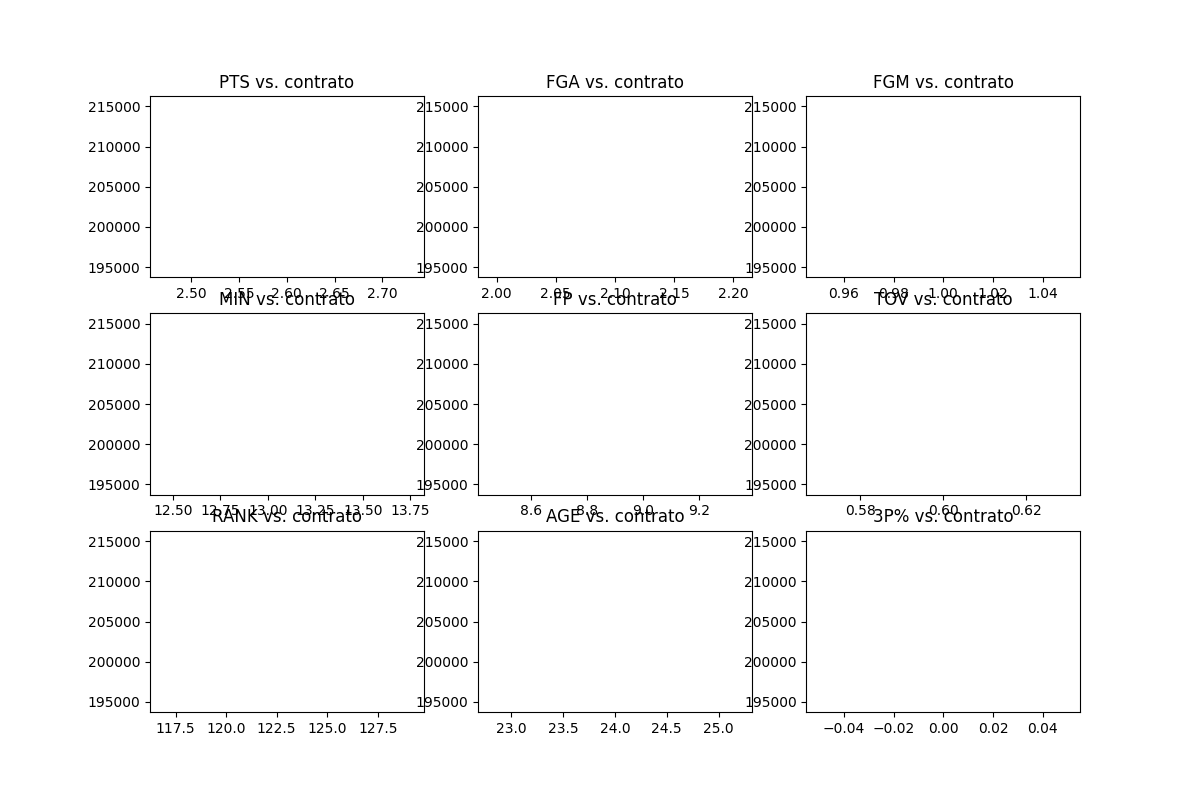 PTS vs. contrato
FGA vs. contrato
FGM vs. contrato
215000
210000
205000
200000
195000
215000
210000
205000
200000
195000
215000
210000
205000
200000
195000
2.50 2.55 2.60 2.65 2.70
2.00 2.05 2.10 2.15 2.20
0.96 0.98 1.00 1.02 1.04
MIN vs. contrato
FP vs. contrato
TOV vs. contrato
215000
210000
205000
200000
195000
215000
210000
205000
200000
195000
215000
210000
205000
200000
195000
12.50 12.75 13.00 13.25 13.50 13.75
8.6 8.8 9.0 9.2
0.58 0.60 0.62
RANK vs. contrato
AGE vs. contrato
3P% vs. contrato
215000
210000
205000
200000
195000
215000
210000
205000
200000
195000
215000
210000
205000
200000
195000
117.5 120.0 122.5 125.0 127.5
23.0 23.5 24.0 24.5 25.0
−0.04 −0.02 0.00 0.02 0.04